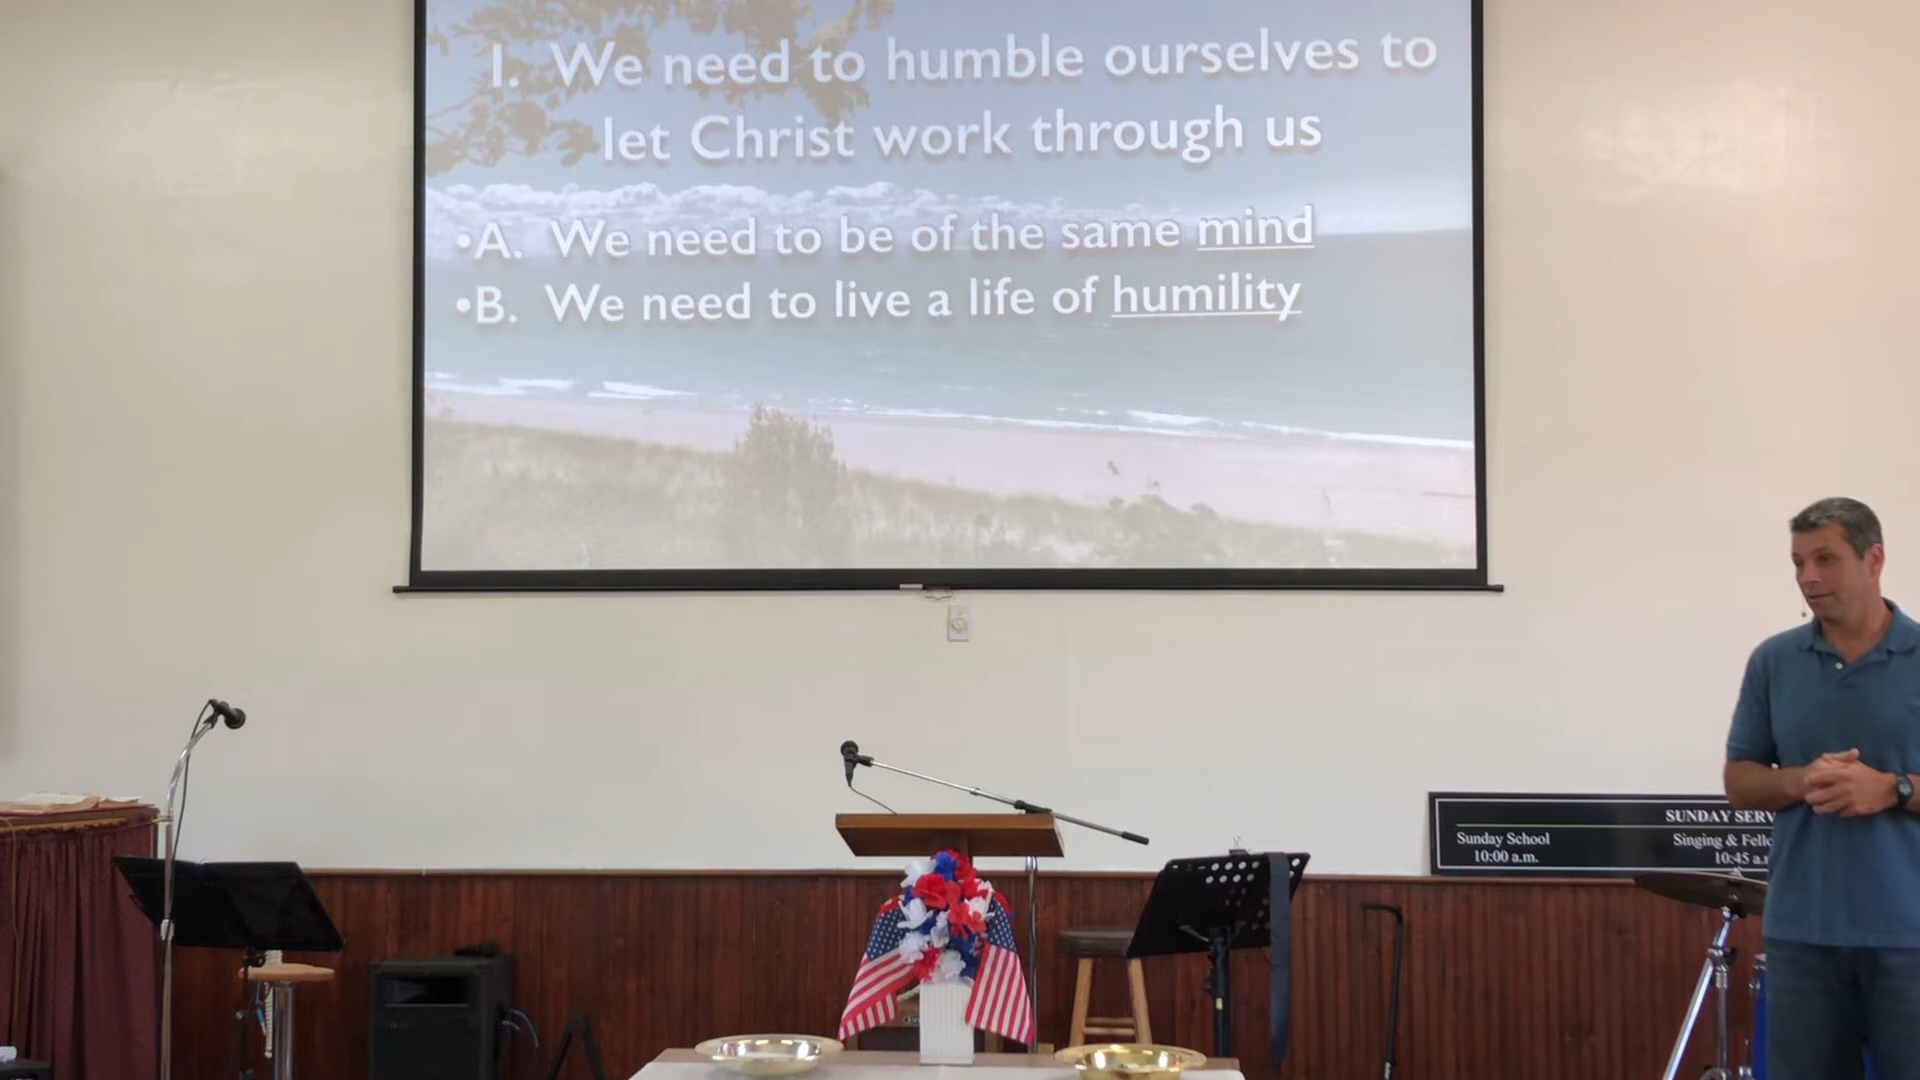 I. We need to humble ourselves to
let Christ work through us
•A. We need to be of the same mind
•B. We need to live a life of humility
SUNDAY SERV
Sunday School
10:00 a.m.
Singing & Fello
10:45 a.m